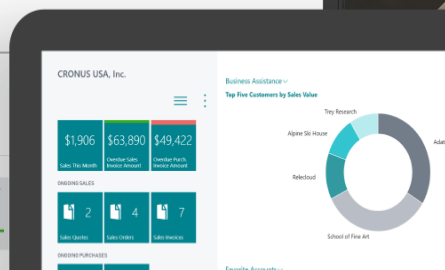 CRONUS USA, Inc.
Business Assistance
Top Five Customers by Sales Value
$1,906
$63,890
$49,422
Sales This Month
Overdue Sales
Invoice Amount
Overdue Purch.
Invoice Amount
Trey Research
Alpine Ski House
Relecloud
School of Fine Art
ONGOING SALES
2
4
7
Sales Quotes
Sales Orders
Sales Invoices
ONGOING PURCHASES